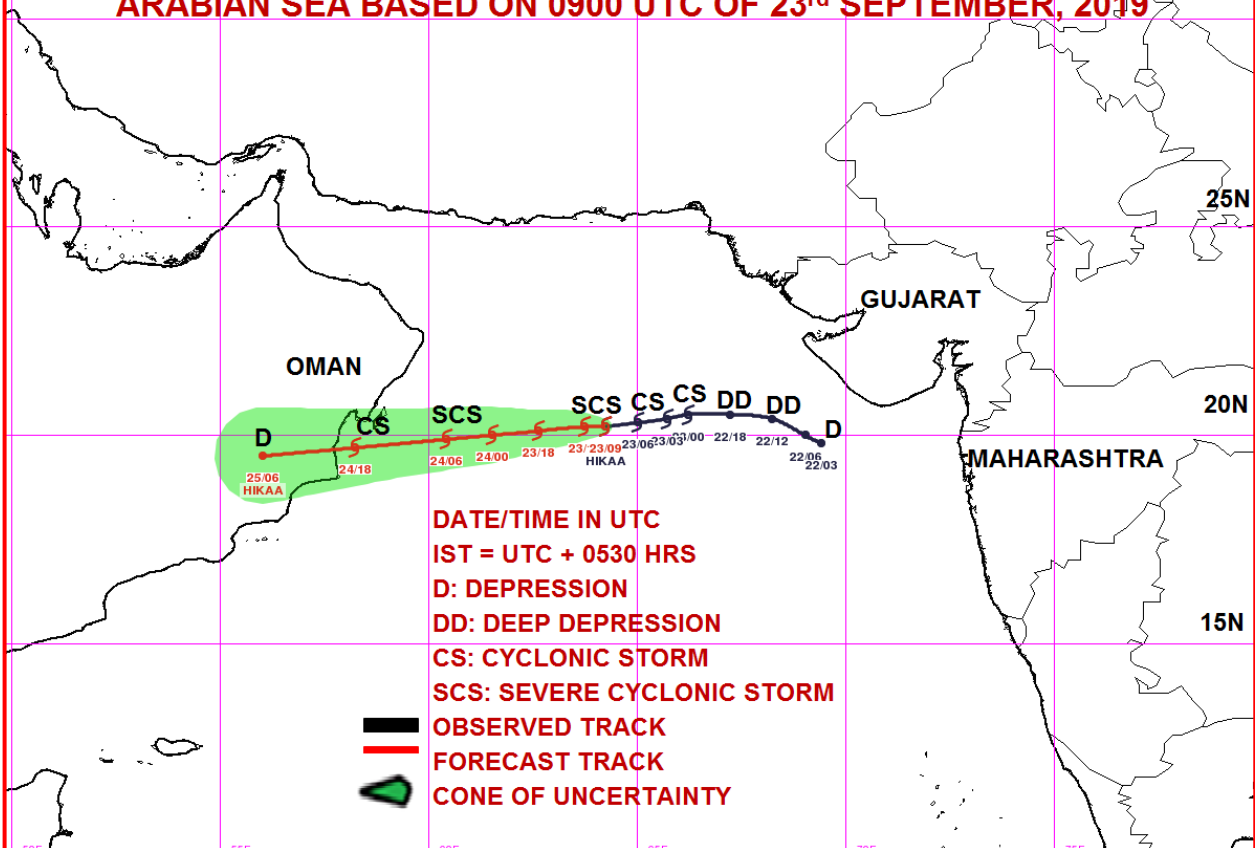 ARABIAN SEA BASED ON 0900 UTC OF 23rd SEPTEMBER, 2019
25N
GUJARAT
OMAN
20N
SCS CS CS DD DD
SCS
CS
D
D
MAHARASHTRA
25/06
HIKAA
24/18
24/06
24/00
23/18
23/09
HIKAA
23/06
23/03
22/18
22/12
22/06
22/03
DATE/TIME IN UTC
IST = UTC + 0530 HRS
D: DEPRESSION
DD: DEEP DEPRESSION
15N
CS: CYCLONIC STORM
SCS: SEVERE CYCLONIC STORM
OBSERVED TRACK
FORECAST TRACK
CONE OF UNCERTAINTY